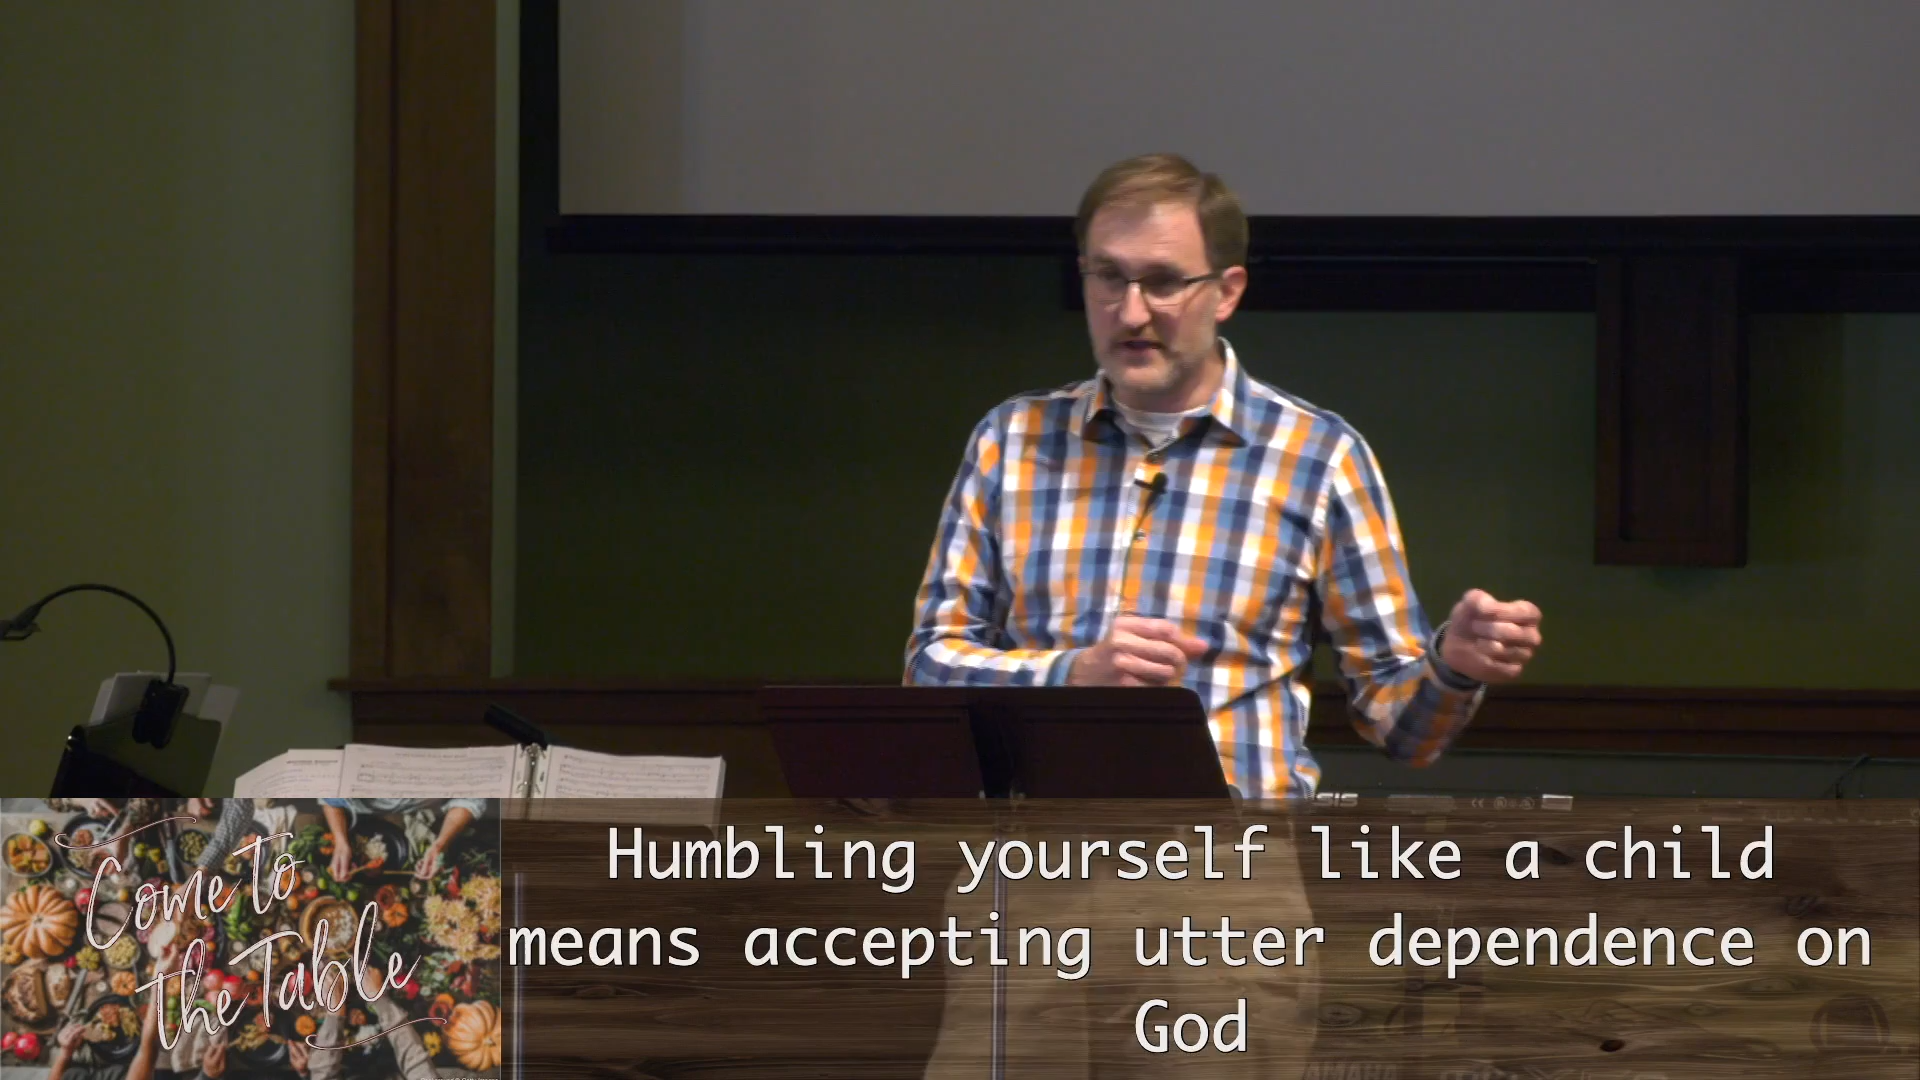 Come to
the Table
Humbling yourself like a child
means accepting utter dependence on
God